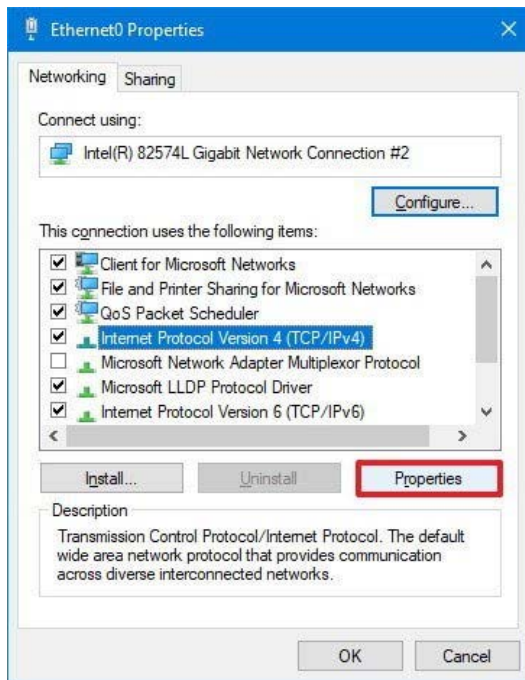 Ethernet0 Properties
Networking
Sharing
Connect using:
Intel(R) 82574L Gigabit Network Connection #2
Configure...
This connection uses the following items:
Client for Microsoft Networks
File and Printer Sharing for Microsoft Networks
QoS Packet Scheduler
Internet Protocol Version 4 (TCP/IPv4)
Microsoft Network Adapter Multiplexor Protocol
Microsoft LLDP Protocol Driver
Internet Protocol Version 6 (TCP/IPv6)
Install...
Uninstall
Properties
Description
Transmission Control Protocol/Internet Protocol. The default
wide area network protocol that provides communication
across diverse interconnected networks.
OK
Cancel